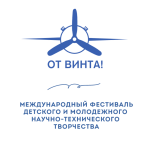 ОТ ВИНТА!
МЕЖДУНАРОДНЫЙ ФЕСТИВАЛЬ
ДЕТСКОГО И МОЛОДЕЖНОГО
НАУЧНО-ТЕХНИЧЕСКОГО
ТВОРЧЕСТВА